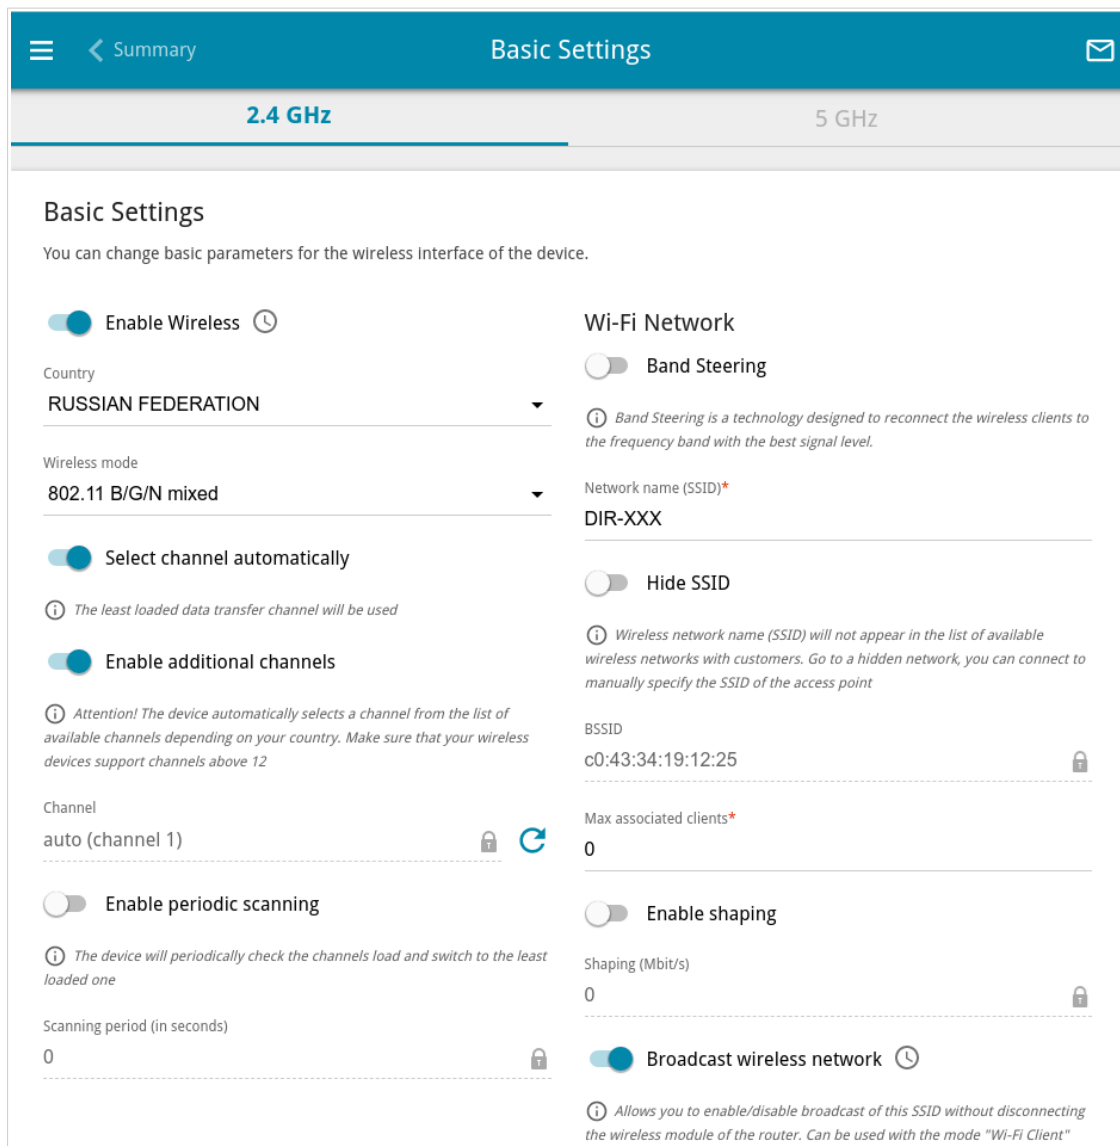 Summary
Basic Settings
2.4 GHz
5 GHz
Basic Settings
You can change basic parameters for the wireless interface of the device.
Enable Wireless
Country
RUSSIAN FEDERATION
Wireless mode
802.11 B/G/N mixed
Select channel automatically
The least loaded data transfer channel will be used
Enable additional channels
Attention! The device automatically selects a channel from the list of
available channels depending on your country. Make sure that your wireless
devices support channels above 12
Channel
auto (channel 1)
Enable periodic scanning
The device will periodically check the channels load and switch to the least
loaded one
Scanning period (in seconds)
0
Wi-Fi Network
Band Steering
Band Steering is a technology designed to reconnect the wireless clients to
the frequency band with the best signal level.
Network name (SSID)*
DIR-XXX
Hide SSID
Wireless network name (SSID) will not appear in the list of available
wireless networks with customers. Go to a hidden network, you can connect to
manually specify the SSID of the access point
BSSID
c0:43:34:19:12:25
Max associated clients*
0
Enable shaping
Shaping (Mbit/s)
0
Broadcast wireless network
Allows you to enable/disable broadcast of this SSID without disconnecting
the wireless module of the router. Can be used with the mode "Wi-Fi Client"